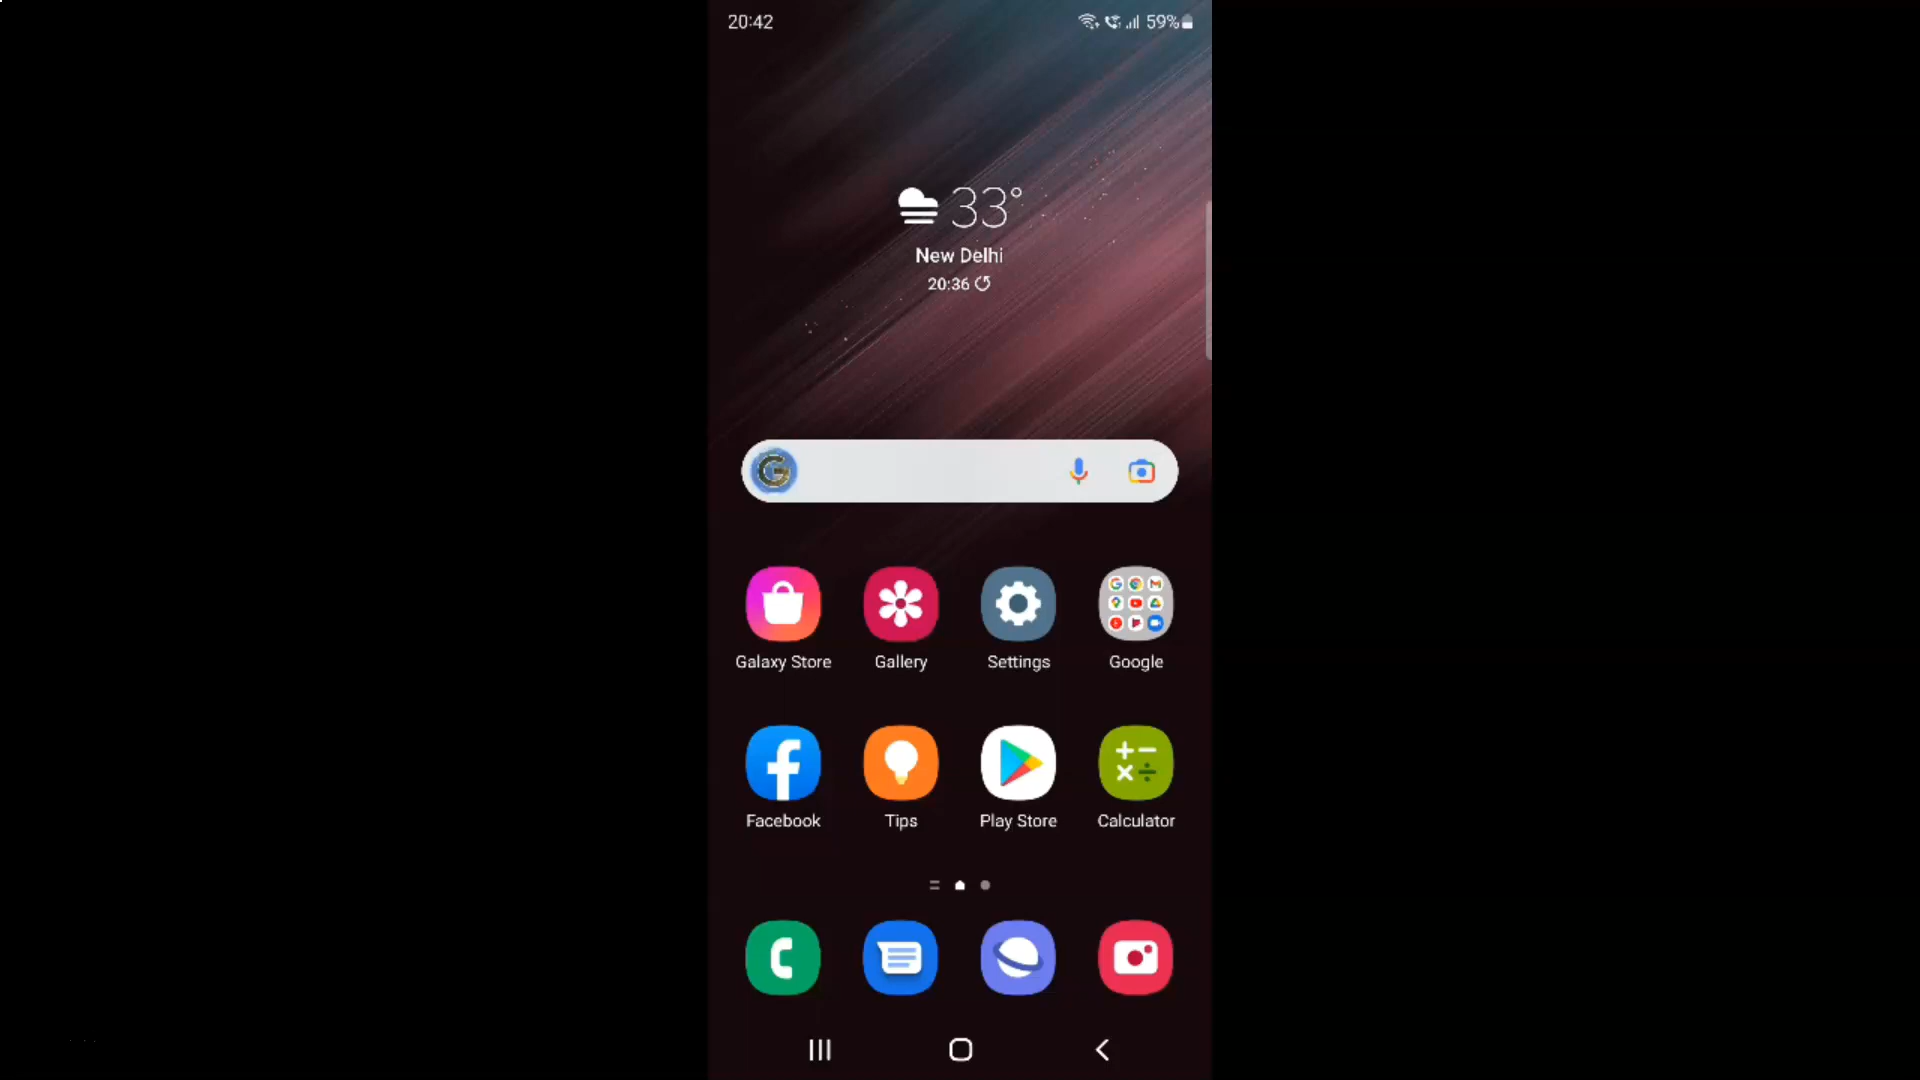 20:42
59%
33°
New Delhi
20:36
Galaxy Store
Gallery
Settings
Google
Facebook
Tips
Play Store
Calculator